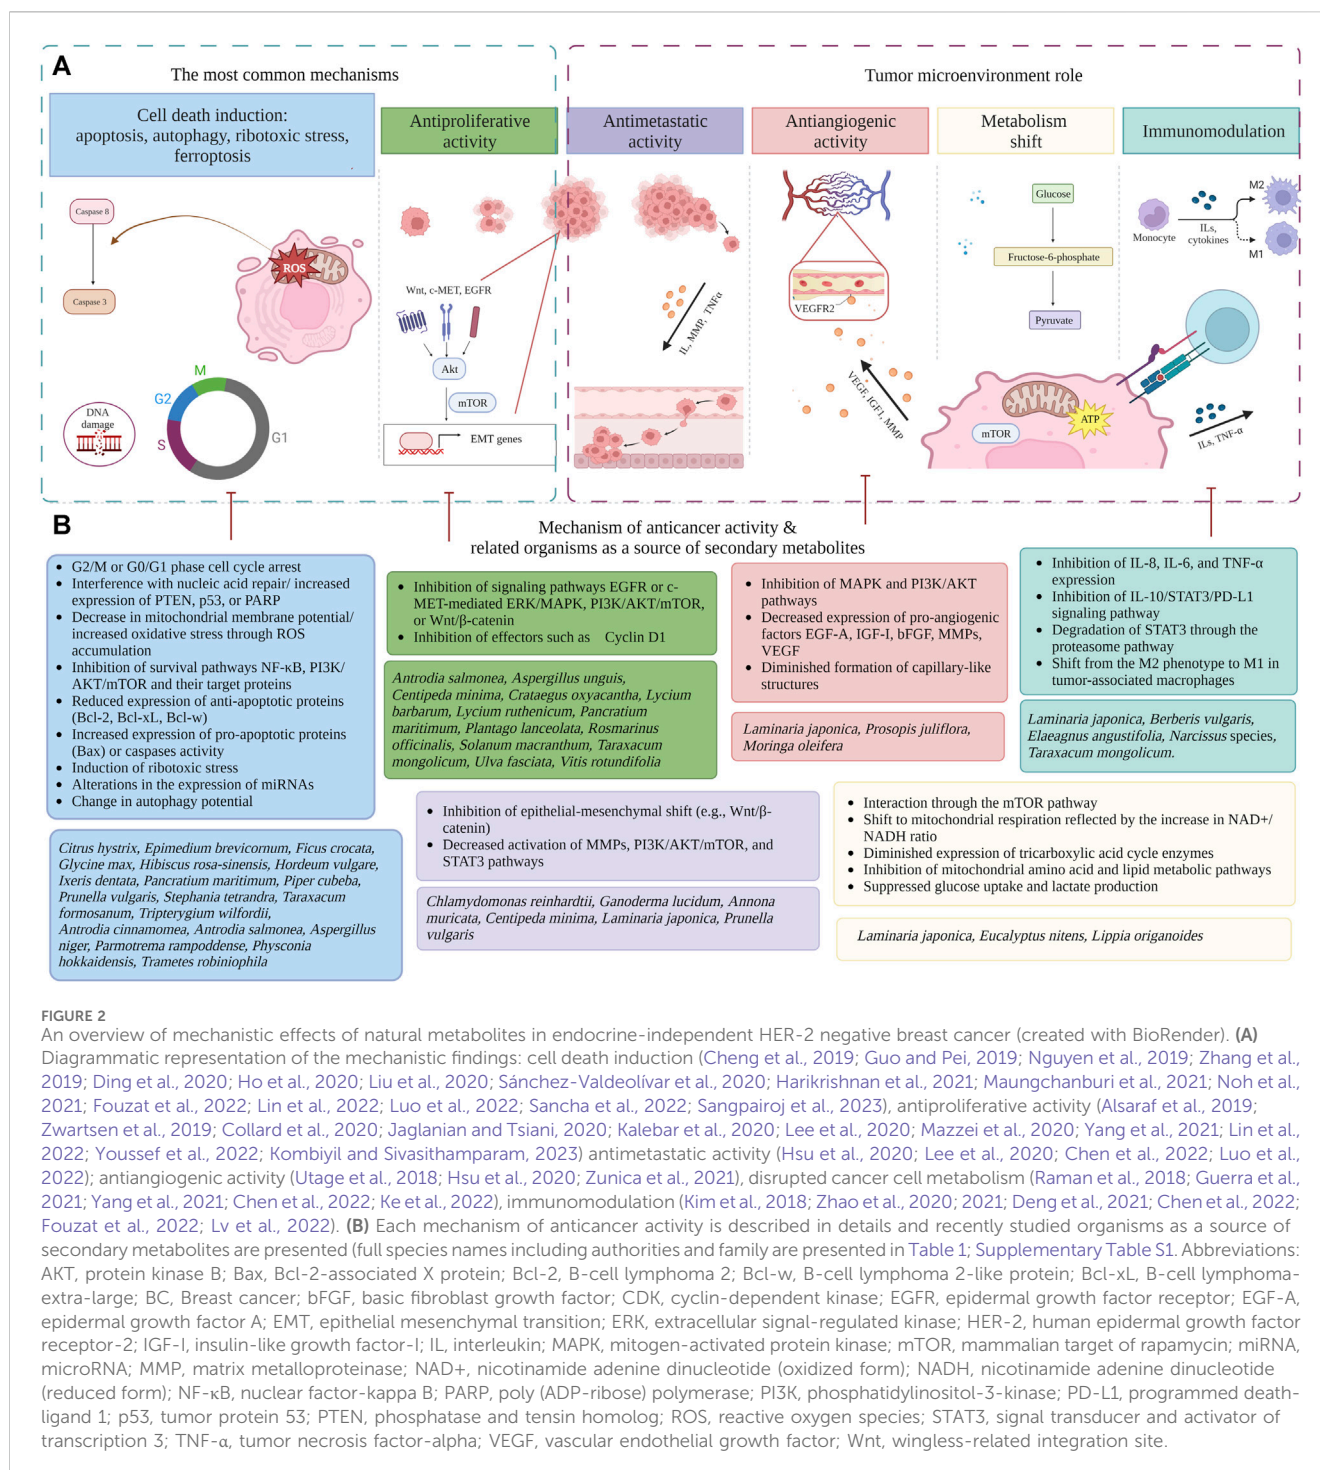 A
The most common mechanisms
Tumor microenvironment role
Cell death induction:
apoptosis, autophagy, ribotoxic stress,
ferroptosis
Antiproliferative
activity
Antimetastatic
activity
Antiangiogenic
activity
Metabolism
shift
Immunomodulation
Caspase 8
Caspase 3
ROS
DNA
damage
M
G2
S
G1
Wnt, c-MET, EGFR
Akt
mTOR
EMT genes
IL, MMP, TNFα
VEGFR2
VEGF, IGF1, MMP
Glucose
Fructose-6-phosphate
Pyruvate
mTOR
ATP
Monocyte
ILs,
cytokines
M2
M1
ILs, TNF-α
B
Mechanism of anticancer activity &
related organisms as a source of secondary metabolites
• G2/M or G0/G1 phase cell cycle arrest
• Interference with nucleic acid repair/ increased
expression of PTEN, p53, or PARP
• Decrease in mitochondrial membrane potential/
increased oxidative stress through ROS
accumulation
• Inhibition of survival pathways NF-κB, PI3K/
AKT/mTOR and their target proteins
• Reduced expression of anti-apoptotic proteins
(Bcl-2, Bcl-xL, Bcl-w)
• Increased expression of pro-apoptotic proteins
(Bax) or caspases activity
• Induction of ribotoxic stress
• Alterations in the expression of miRNAs
• Change in autophagy potential
Citrus hystrix, Epimedium brevicornum, Ficus crocata,
Glycine max, Hibiscus rosa-sinensis, Hordeum vulgare,
Ixeris dentata, Pancratium maritimum, Piper cubeba,
Prunella vulgaris, Stephania tetrandra, Taraxacum
formosanum, Tripterygium wilfordii,
Antrodia cinnamomea, Antrodia salmonea, Aspergillus
niger, Parmotrema rampoddense, Physconia
hokkaidensis, Trametes robiniophila
• Inhibition of signaling pathways EGFR or c-
MET-mediated ERK/MAPK, PI3K/AKT/mTOR,
or Wnt/β-catenin
• Inhibition of effectors such as Cyclin D1
Antrodia salmonea, Aspergillus unguis,
Centipeda minima, Crataegus oxyacantha, Lycium
barbarum, Lycium ruthenicum, Pancratium
maritimum, Plantago lanceolata, Rosmarinus
officinalis, Solanum macranthum, Taraxacum
mongolicum, Ulva fasciata, Vitis rotundifolia
• Inhibition of epithelial-mesenchymal shift (e.g., Wnt/β-
catenin)
• Decreased activation of MMPs, PI3K/AKT/mTOR, and
STAT3 pathways
Chlamydomonas reinhardtii, Ganoderma lucidum, Annona
muricata, Centipeda minima, Laminaria japonica, Prunella
vulgaris
• Inhibition of MAPK and PI3K/AKT
pathways
• Decreased expression of pro-angiogenic
factors EGF-A, IGF-I, bFGF, MMPs,
VEGF
• Diminished formation of capillary-like
structures
Laminaria japonica, Prosopis juliflora,
Moringa oleifera
• Inhibition of IL-8, IL-6, and TNF-α
expression
• Inhibition of IL-10/STAT3/PD-L1
signaling pathway
• Degradation of STAT3 through the
proteasome pathway
• Shift from the M2 phenotype to M1 in
tumor-associated macrophages
Laminaria japonica, Berberis vulgaris,
Elaeagnus angustifolia, Narcissus species,
Taraxacum mongolicum.
• Interaction through the mTOR pathway
• Shift to mitochondrial respiration reflected by the increase in NAD+/
NADH ratio
• Diminished expression of tricarboxylic acid cycle enzymes
• Inhibition of mitochondrial amino acid and lipid metabolic pathways
• Suppressed glucose uptake and lactate production
Laminaria japonica, Eucalyptus nitens, Lippia origanoides
FIGURE 2
An overview of mechanistic effects of natural metabolites in endocrine-independent HER-2 negative breast cancer (created with BioRender). (A)
Diagrammatic representation of the mechanistic findings: cell death induction (Cheng et al., 2019; Guo and Pei, 2019; Nguyen et al., 2019; Zhang et al.,
2019; Ding et al., 2020; Ho et al., 2020; Liu et al., 2020; Sánchez-Valdeolívar et al., 2020; Harikrishnan et al., 2021; Maungchanburi et al., 2021; Noh et al.,
2021; Fouzat et al., 2022; Lin et al., 2022; Luo et al., 2022; Sancha et al., 2022; Sangpairoj et al., 2023), antiproliferative activity (Alsaraf et al., 2019;
Zwartsen et al., 2019; Collard et al., 2020; Jaglanian and Tsiani, 2020; Kalebar et al., 2020; Lee et al., 2020; Mazzei et al., 2020; Yang et al., 2021; Lin et al.,
2022; Youssef et al., 2022; Kombiyil and Sivasithamparam, 2023) antimetastatic activity (Hsu et al., 2020; Lee et al., 2020; Chen et al., 2022; Luo et al.,
2022); antiangiogenic activity (Utage et al., 2018; Hsu et al., 2020; Zunica et al., 2021), disrupted cancer cell metabolism (Raman et al., 2018; Guerra et al.,
2021; Yang et al., 2021; Chen et al., 2022; Ke et al., 2022), immunomodulation (Kim et al., 2018; Zhao et al., 2020; 2021; Deng et al., 2021; Chen et al., 2022;
Fouzat et al., 2022; Lv et al., 2022). (B) Each mechanism of anticancer activity is described in details and recently studied organisms as a source of
secondary metabolites are presented (full species names including authorities and family are presented in Table 1; Supplementary Table S1. Abbreviations:
AKT, protein kinase B; Bax, Bcl-2-associated X protein; Bcl-2, B-cell lymphoma 2; Bcl-w, B-cell lymphoma 2-like protein; Bcl-xL, B-cell lymphoma-
extra-large; BC, Breast cancer; bFGF, basic fibroblast growth factor; CDK, cyclin-dependent kinase; EGFR, epidermal growth factor receptor; EGF-A,
epidermal growth factor A; EMT, epithelial mesenchymal transition; ERK, extracellular signal-regulated kinase; HER-2, human epidermal growth factor
receptor-2; IGF-I, insulin-like growth factor-I; IL, interleukin; MAPK, mitogen-activated protein kinase; mTOR, mammalian target of rapamycin; miRNA,
microRNA; MMP, matrix metalloproteinase; NAD+, nicotinamide adenine dinucleotide (oxidized form); NADH, nicotinamide adenine dinucleotide
(reduced form); NF-κB, nuclear factor-kappa B; PARP, poly (ADP-ribose) polymerase; PI3K, phosphatidylinositol-3-kinase; PD-L1, programmed death-
ligand 1; p53, tumor protein 53; PTEN, phosphatase and tensin homolog; ROS, reactive oxygen species; STAT3, signal transducer and activator of
transcription 3; TNF-α, tumor necrosis factor-alpha; VEGF, vascular endothelial growth factor; Wnt, wingless-related integration site.